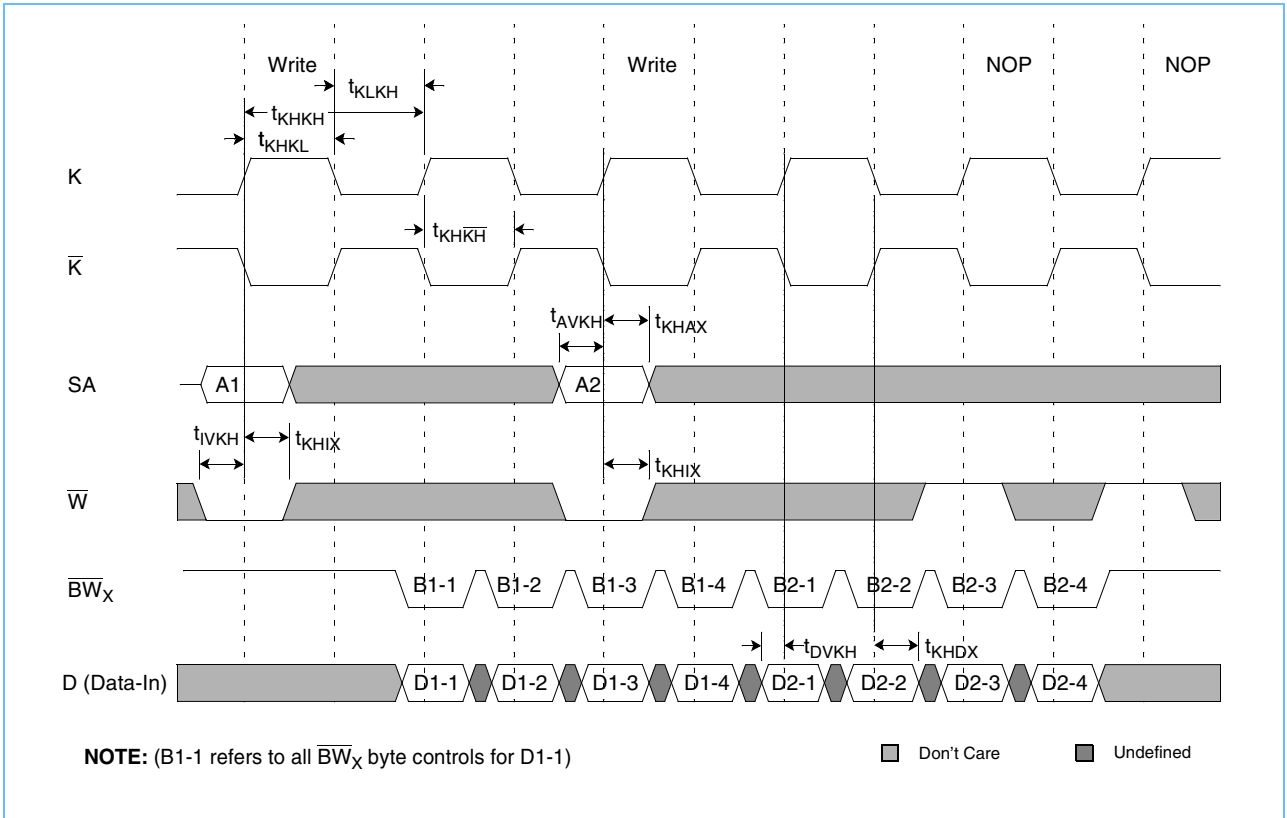 Write Write NOP NOP
tKLKH
tKHKH
tKHKL
K
tKHK̅H̅
K̅
tAVKH tKHAX
SA A1 A2
tIVKH tKHIX tKHIX
W̅
B̅W̅X B1-1 B1-2 B1-3 B1-4 B2-1 B2-2 B2-3 B2-4
tDVKH tKHDX
D (Data-In) D1-1 D1-2 D1-3 D1-4 D2-1 D2-2 D2-3 D2-4
NOTE: (B1-1 refers to all B̅W̅X byte controls for D1-1) Don't Care Undefined